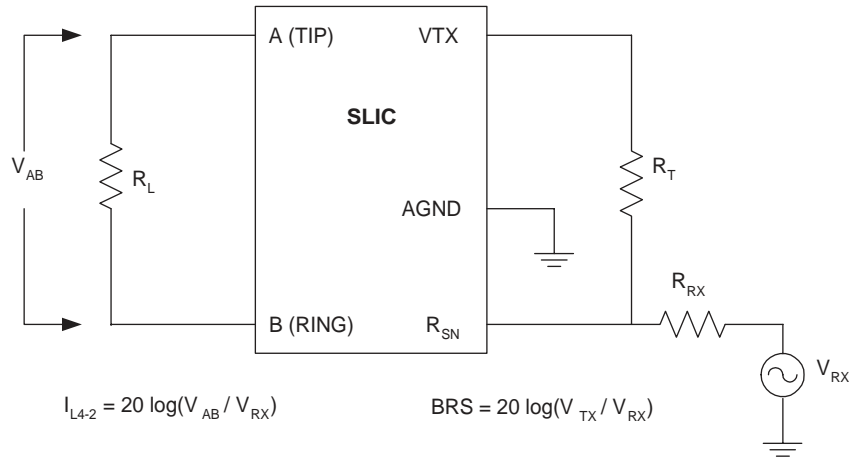 A (TIP)
VTX
SLIC
V_AB
R_L
R_T
AGND
R_RX
B (RING)
R_SN
V_RX
I_L4-2 = 20 log(V_AB / V_RX)
BRS = 20 log(V_TX / V_RX)